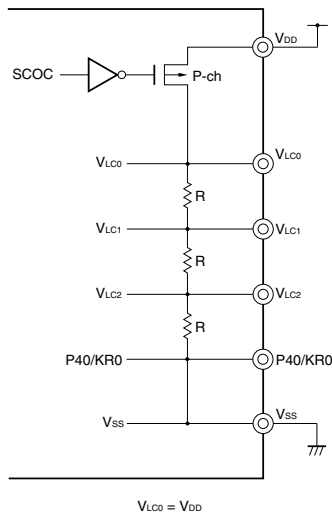 VDD
SCOC
P-ch
VLC0 VLC0
R
VLC1 VLC1
R
VLC2 VLC2
R
P40/KR0 P40/KR0
VSS VSS
VLC0 = VDD